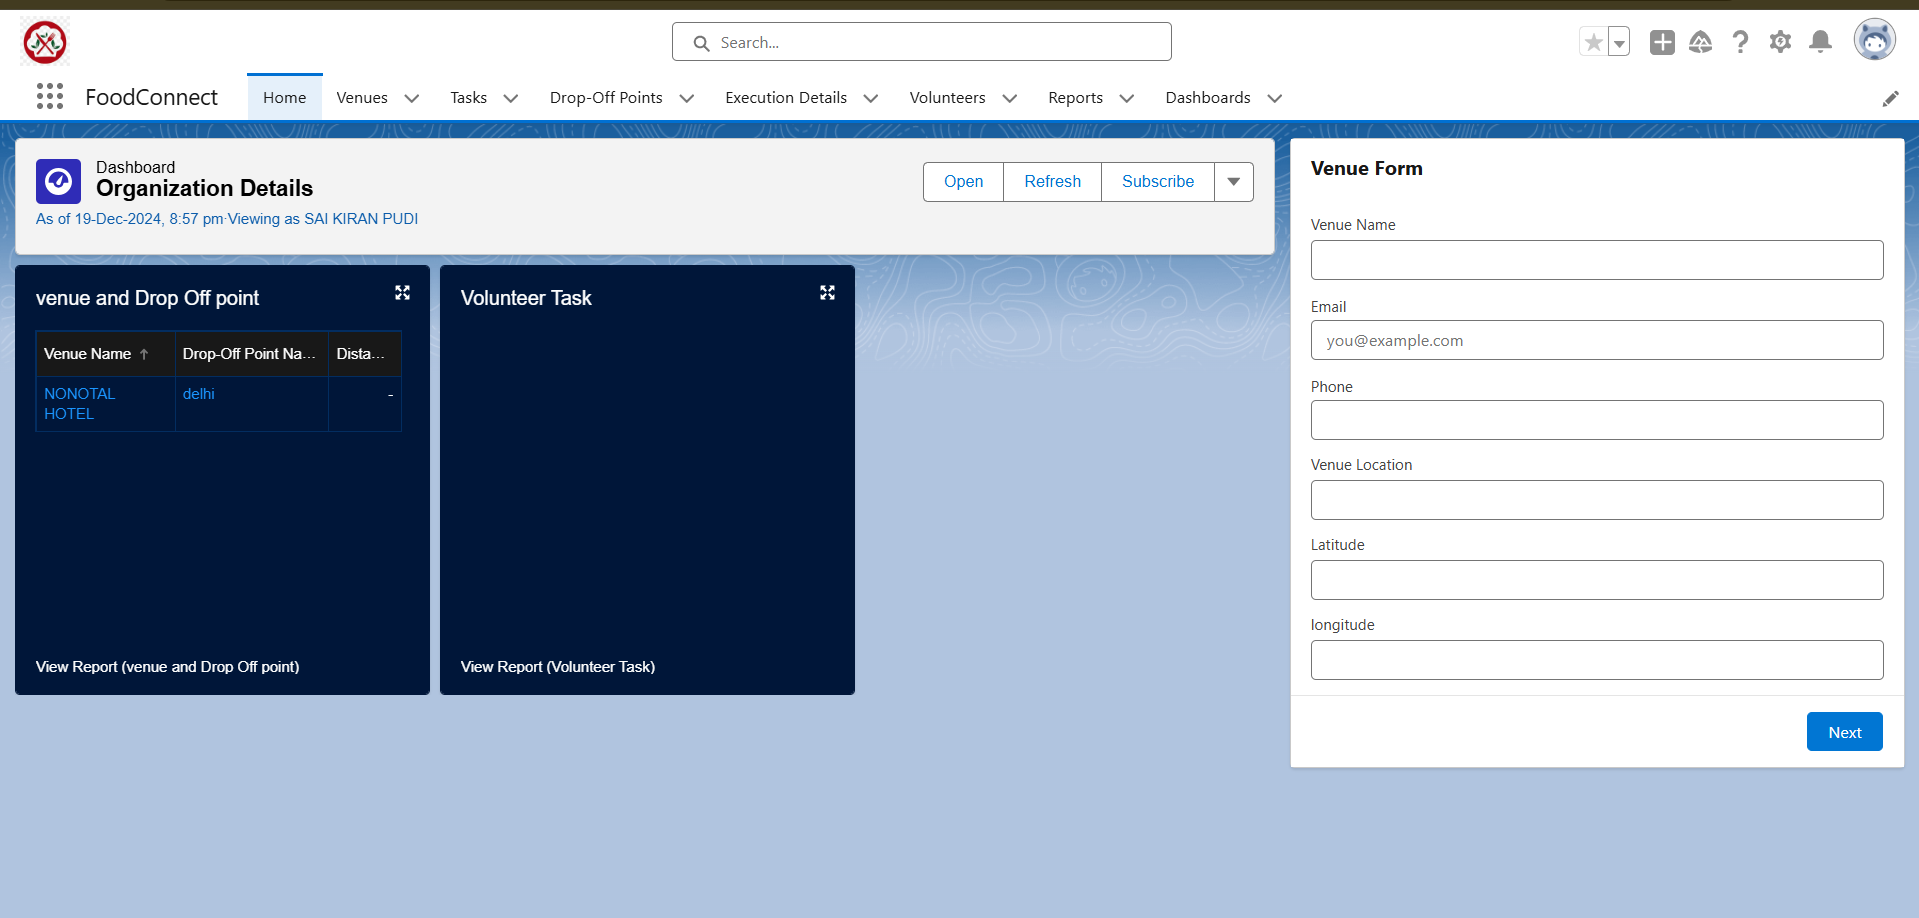 Search...
FoodConnect
Home
Venues
Tasks
Drop-Off Points
Execution Details
Volunteers
Reports
Dashboards
Dashboard
Organization Details
As of 19-Dec-2024, 8:57 pm·Viewing as SAI KIRAN PUDI
Open
Refresh
Subscribe
venue and Drop Off point
Venue Name
Drop-Off Point Na...
Dista...
NONOTAL
HOTEL
delhi
-
View Report (venue and Drop Off point)
Volunteer Task
View Report (Volunteer Task)
Venue Form
Venue Name
Email
you@example.com
Phone
Venue Location
Latitude
longitude
Next